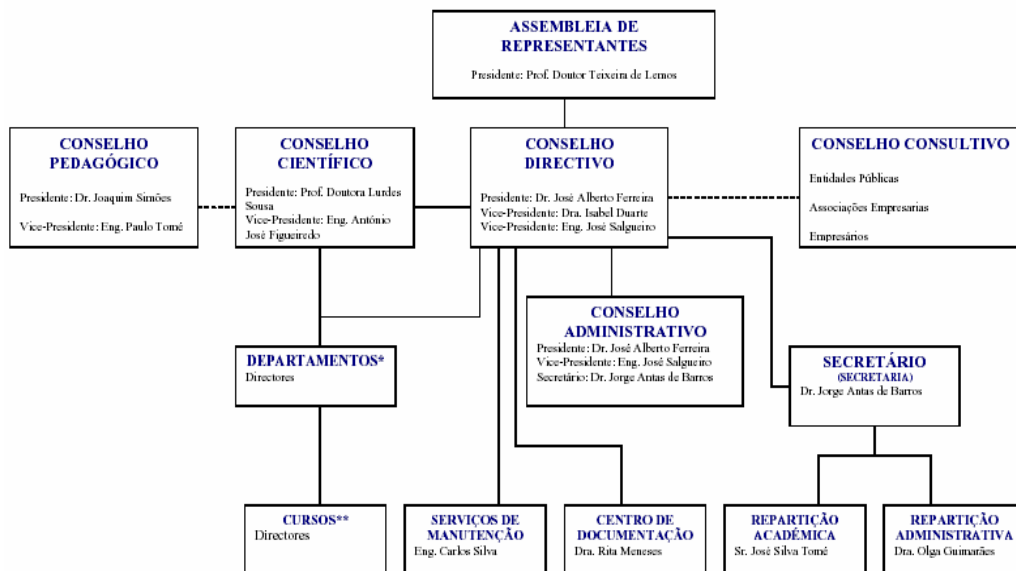 ASSEMBLEIA DE
REPRESENTANTES
Presidente: Prof. Doutor Teixeira de Lemos
CONSELHO
PEDAGÓGICO
Presidente: Dr. Joaquim Simões
Vice-Presidente: Eng. Paulo Tomé
CONSELHO
CIENTÍFICO
Presidente: Prof. Doutora Lurdes
Sousa
Vice-Presidente: Eng. António
José Figueiredo
CONSELHO
DIRECTIVO
Presidente: Dr. José Alberto Ferreira
Vice-Presidente: Dra. Isabel Duarte
Vice-Presidente: Eng. José Salgueiro
CONSELHO CONSULTIVO
Entidades Públicas
Associações Empresarias
Empresários
CONSELHO
ADMINISTRATIVO
Presidente: Dr. José Alberto Ferreira
Vice-Presidente: Eng. José Salgueiro
Secretário: Dr. Jorge Antas de Barros
DEPARTAMENTOS*
Directores
SECRETÁRIO
(SECRETARIA)
Dr. Jorge Antas de Barros
CURSOS**
Directores
SERVIÇOS DE
MANUTENÇÃO
Eng. Carlos Silva
CENTRO DE
DOCUMENTAÇÃO
Dra. Rita Meneses
REPARTIÇÃO
ACADÉMICA
Sr. José Silva Tomé
REPARTIÇÃO
ADMINISTRATIVA
Dra. Olga Guimarães